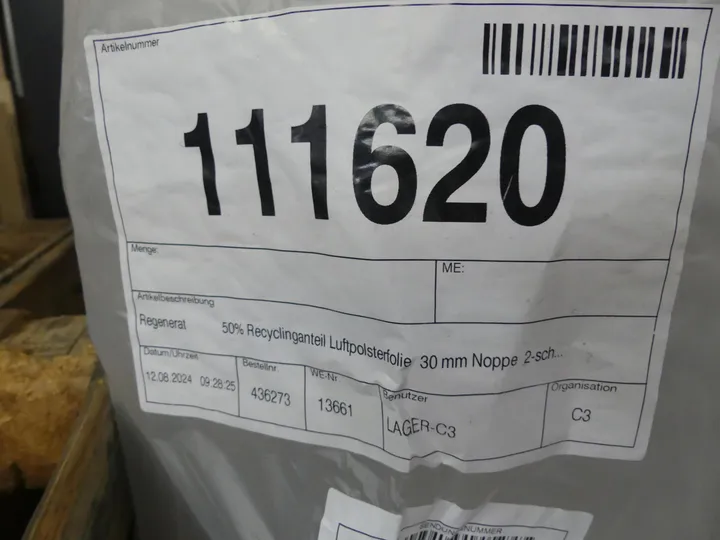 Artikelnummer
111620
Menge:
ME:
Artikelbeschreibung
Regenerat 50% Recyclinganteil Luftpolsterfolie 30 mm Noppe 2-sch...
Datum/Uhrzeit
12.08.2024 09:28:25
Bestellnr.
436273
WE-Nr
13661
Benutzer
LAGER-C3
Organisation
C3
SENDUNGSNUMMER